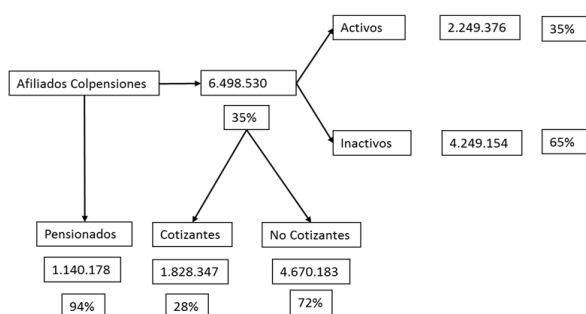 Activos 2.249.376 35%
Afiliados Colpensiones 6.498.530
35%
Inactivos 4.249.154 65%
Pensionados Cotizantes No Cotizantes
1.140.178 1.828.347 4.670.183
94% 28% 72%